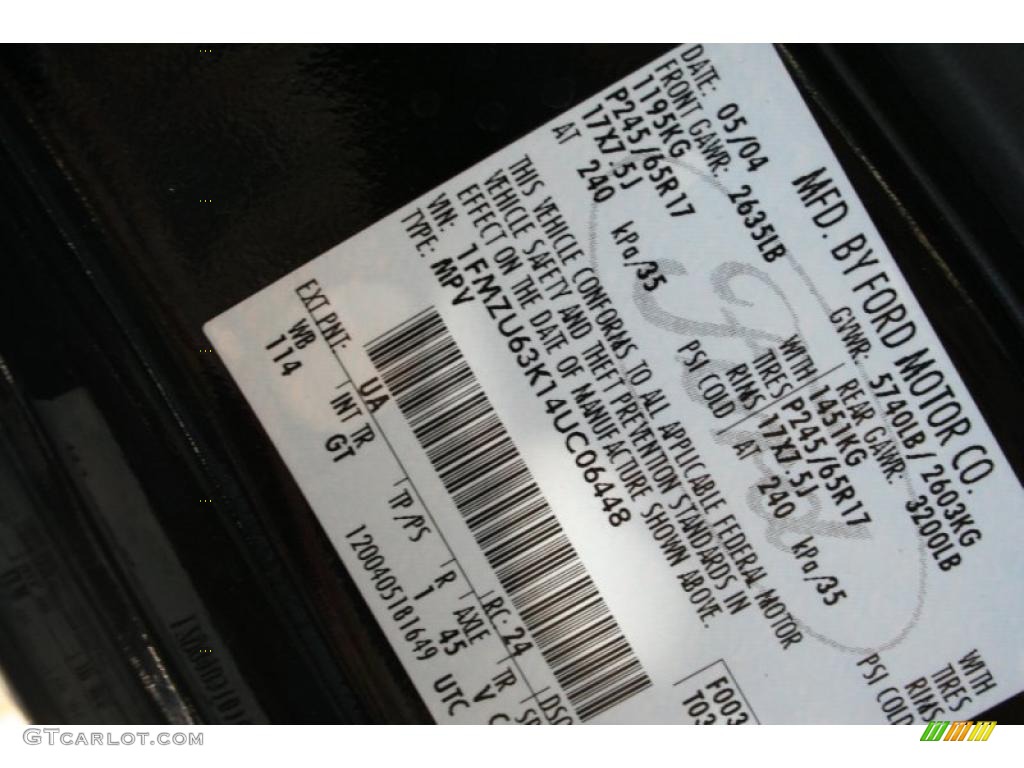 MFD. BY FORD MOTOR CO.
DATE: 05/04 GVWR: 5740LB / 2603KG
FRONT GAWR: 2635LB REAR GAWR: 3200LB
1195KG WITH 1451KG WITH
P245/65R17 TIRES P245/65R17 TIRES
17X7.5J RINS 17X7.5J RINS
AT 240 kPa/35 PSI COLD AT 240 kPa/35 PSI COLD
THIS VEHICLE CONFORMS TO ALL APPLICABLE FEDERAL MOTOR
VEHICLE SAFETY AND THEFT PREVENTION STANDARDS IN
EFFECT ON THE DATE OF MANUFACTURE SHOWN ABOVE.
VIN: 1FMZU63K14UC06448
TYPE: MPV
F003
T03
EXT PNT: UA RC: 24 DSO
WB INT TR TP/PS R AXLE TR SP
114 GT 1 45 V C
1200405181649 UTC
GTcarlot.com